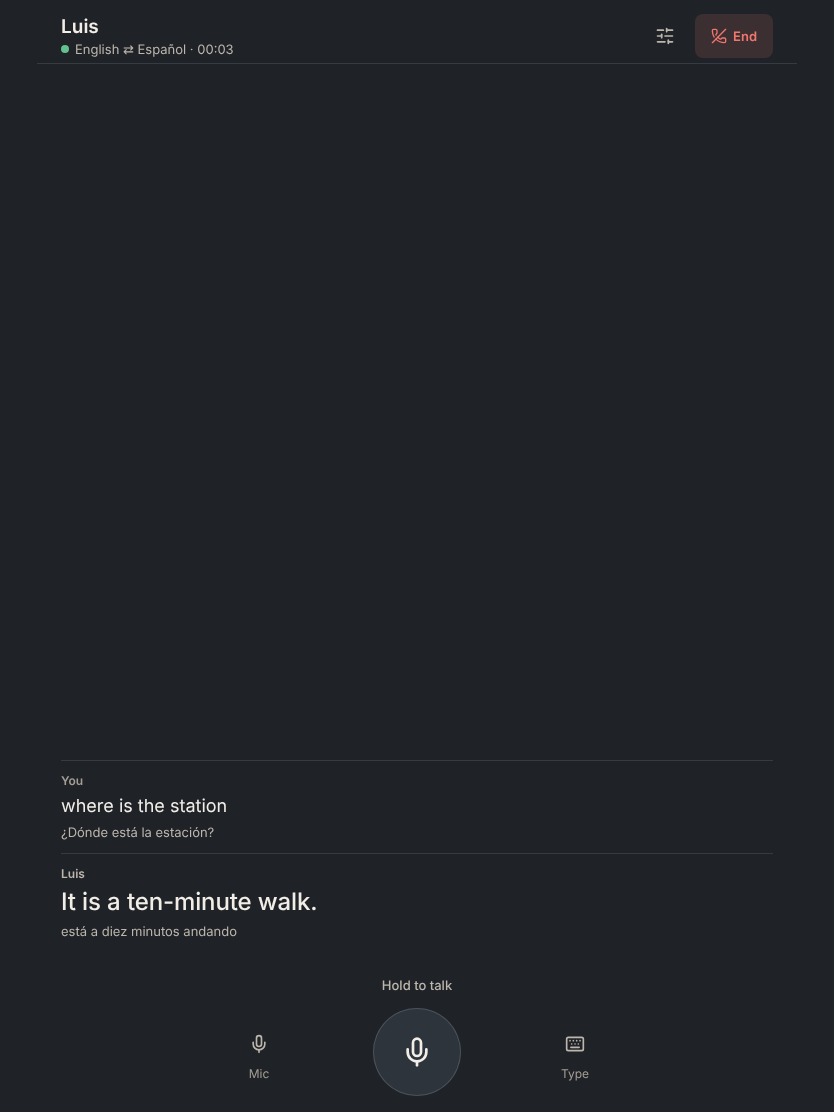 Luis
English ⇄ Español · 00:03
End
You
where is the station
¿Dónde está la estación?
Luis
It is a ten-minute walk.
está a diez minutos andando
Hold to talk
Mic
Type